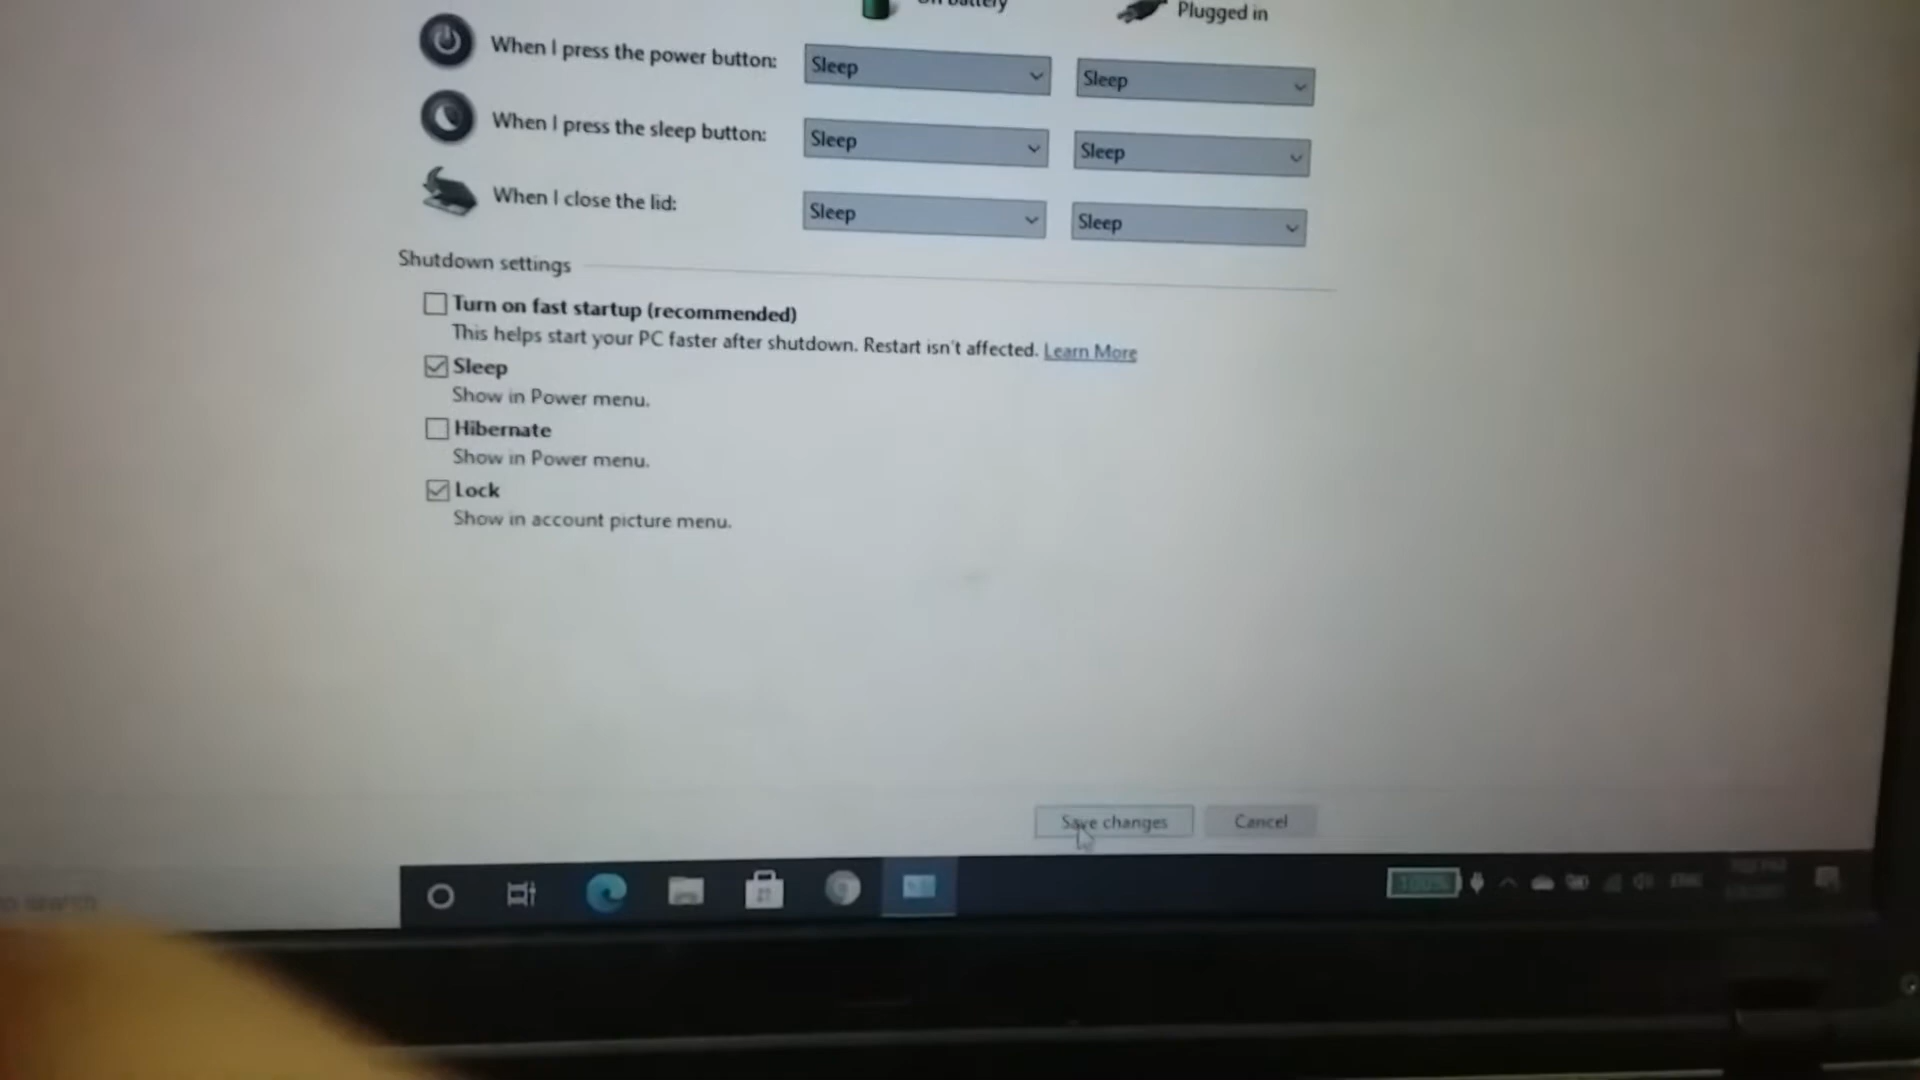 battery
Plugged in
When I press the power button: Sleep Sleep
When I press the sleep button: Sleep Sleep
When I close the lid: Sleep Sleep
Shutdown settings
Turn on fast startup (recommended)
This helps start your PC faster after shutdown. Restart isn't affected. Learn More
Sleep
Show in Power menu.
Hibernate
Show in Power menu.
Lock
Show in account picture menu.
Save changes Cancel
100%